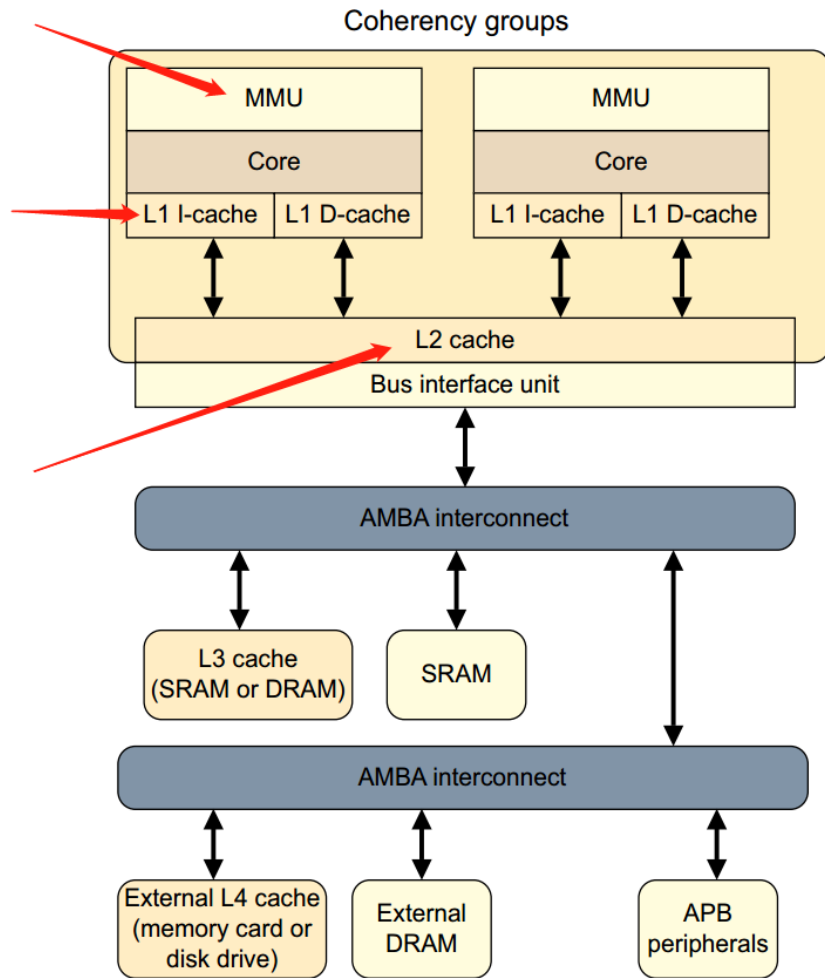 Coherency groups
MMU
MMU
Core
Core
L1 I-cache
L1 D-cache
L1 I-cache
L1 D-cache
L2 cache
Bus interface unit
AMBA interconnect
L3 cache
(SRAM or DRAM)
SRAM
AMBA interconnect
External L4 cache
(memory card or
disk drive)
External
DRAM
APB
peripherals